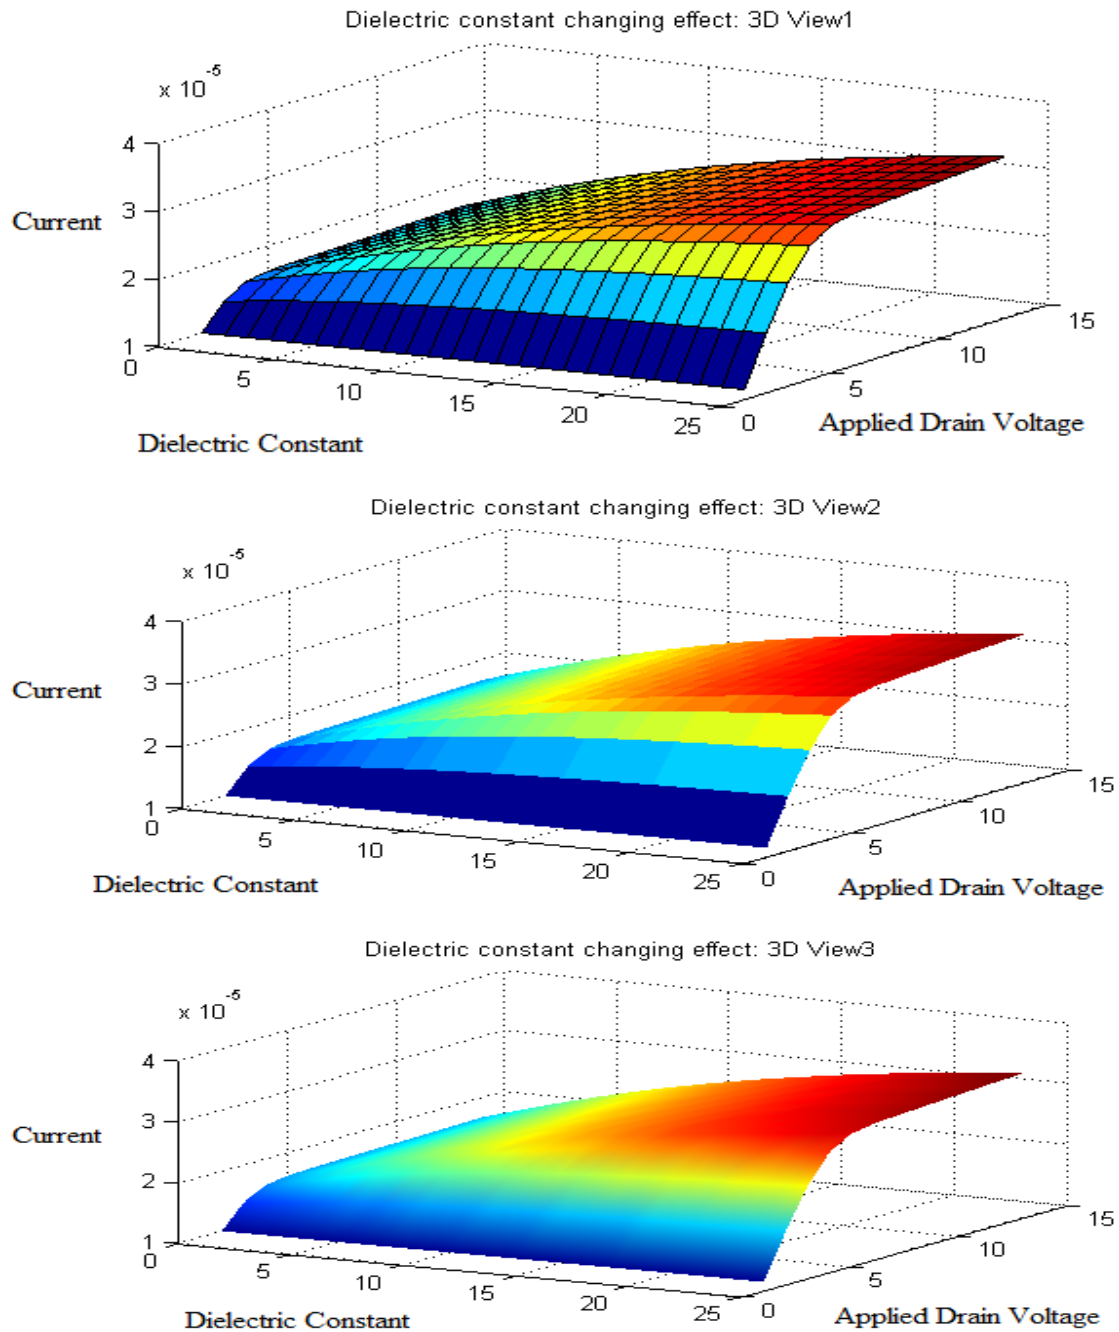 Dielectric constant changing effect: 3D View1
x 10^-5
4
3
Current
2
1
0
5
10
15
20
25
0
5
10
15
Dielectric Constant
Applied Drain Voltage
Dielectric constant changing effect: 3D View2
x 10^-5
4
3
Current
2
1
0
5
10
15
20
25
0
5
10
15
Dielectric Constant
Applied Drain Voltage
Dielectric constant changing effect: 3D View3
x 10^-5
4
3
Current
2
1
0
5
10
15
20
25
0
5
10
15
Dielectric Constant
Applied Drain Voltage